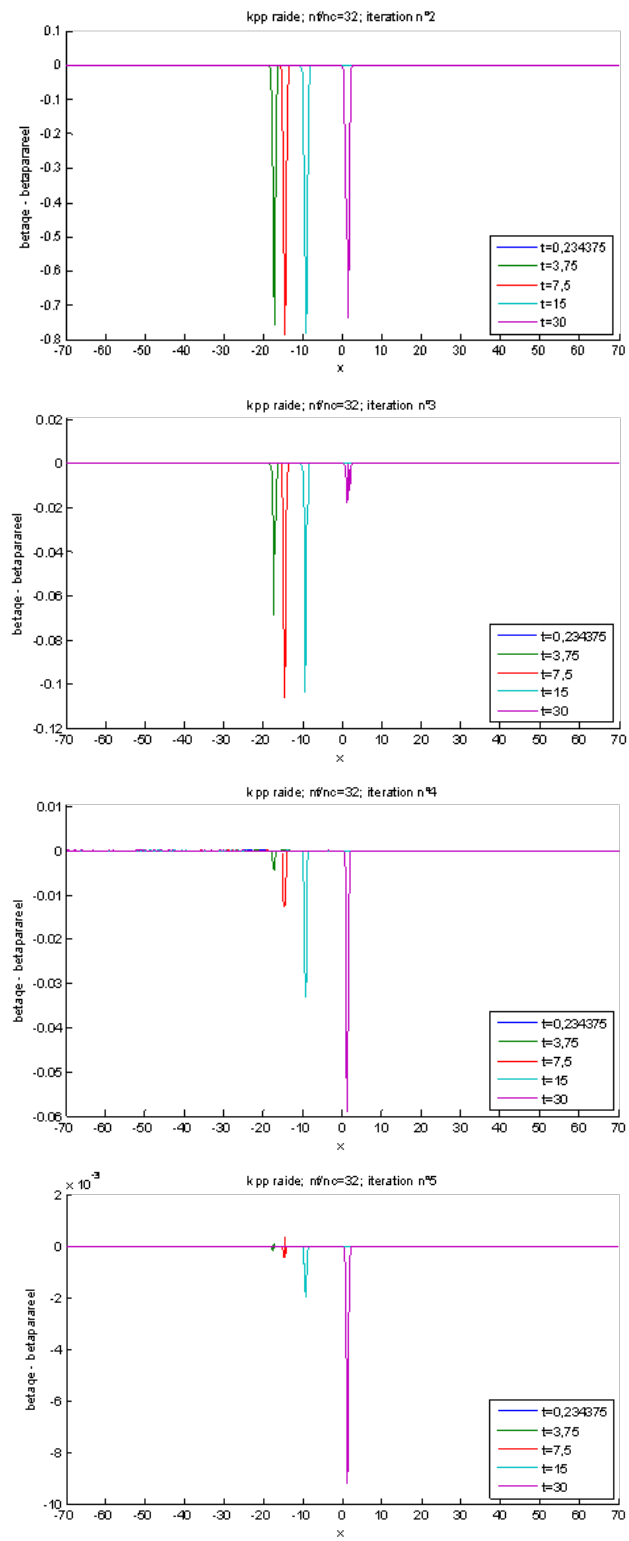 kpp raide; nf/nc=32; iteration n°2
0.1
0
-0.1
-0.2
-0.3
-0.4
-0.5
-0.6
-0.7
-0.8
betaqe - betaparareel
t=0,234375
t=3,75
t=7,5
t=15
t=30
-70 -60 -50 -40 -30 -20 -10 0 10 20 30 40 50 60 70
x
kpp raide; nf/nc=32; iteration n°3
0.02
0
-0.02
-0.04
-0.06
-0.08
-0.1
-0.12
betaqe - betaparareel
t=0,234375
t=3,75
t=7,5
t=15
t=30
-70 -60 -50 -40 -30 -20 -10 0 10 20 30 40 50 60 70
x
kpp raide; nf/nc=32; iteration n°4
0.01
0
-0.01
-0.02
-0.03
-0.04
-0.05
-0.06
betaqe - betaparareel
t=0,234375
t=3,75
t=7,5
t=15
t=30
-70 -60 -50 -40 -30 -20 -10 0 10 20 30 40 50 60 70
x
kpp raide; nf/nc=32; iteration n°5
× 10⁻³
2
0
-2
-4
-6
-8
-10
betaqe - betaparareel
t=0,234375
t=3,75
t=7,5
t=15
t=30
-70 -60 -50 -40 -30 -20 -10 0 10 20 30 40 50 60 70
x